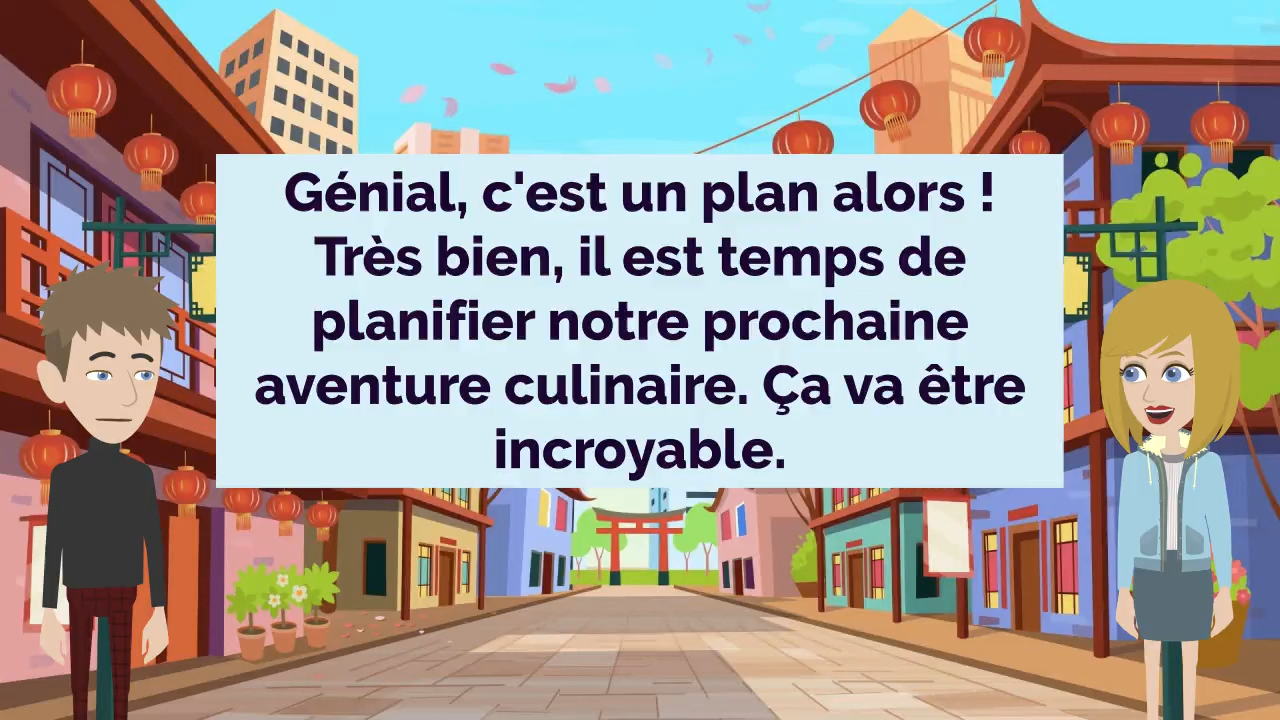 Génial, c'est un plan alors !
Très bien, il est temps de
planifier notre prochaine
aventure culinaire. Ça va être
incroyable.